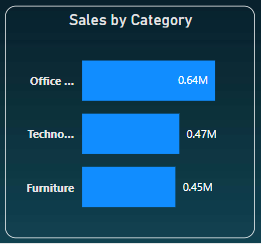 Sales by Category
Office ... 0.64M
Techno... 0.47M
Furniture 0.45M